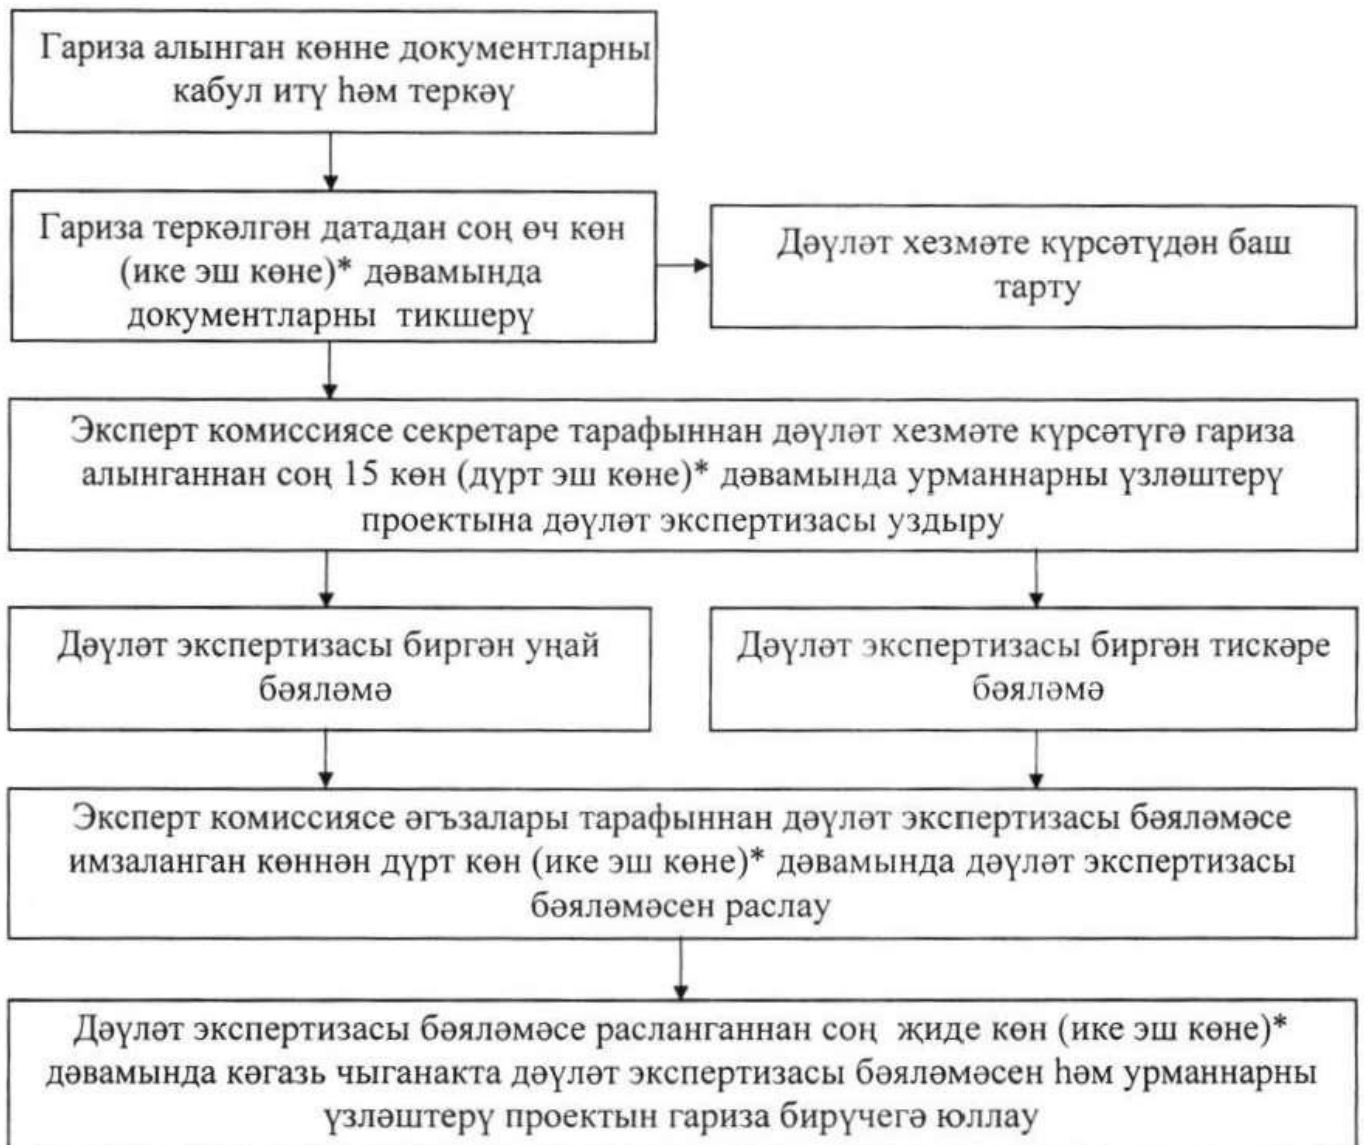 Гариза алынган көнне документларны
кабул итү һәм теркәү
Гариза теркәлгән датадан соң өч көн
(ике эш көне)* дәвамында
документларны тикшерү
Дәүләт хезмәте күрсәтүдән баш
тарту
Эксперт комиссиясе секретаре тарафыннан дәүләт хезмәте күрсәтүгә гариза
алынганнан соң 15 көн (дүрт эш көне)* дәвамында урманнарны үзләштерү
проектына дәүләт экспертизасы уздыру
Дәүләт экспертизасы биргән уңай
бәяләмә
Дәүләт экспертизасы биргән тискәре
бәяләмә
Эксперт комиссиясе әгъзалары тарафыннан дәүләт экспертизасы бәяләмәсе
имзаланган көннән дүрт көн (ике эш көне)* дәвамында дәүләт экспертизасы
бәяләмәсен раслау
Дәүләт экспертизасы бәяләмәсе расланганнан соң җиде көн (ике эш көне)*
дәвамында кәгазь чыганакта дәүләт экспертизасы бәяләмәсен һәм урманнарны
үзләштерү проектын гариза бирүчегә юллау